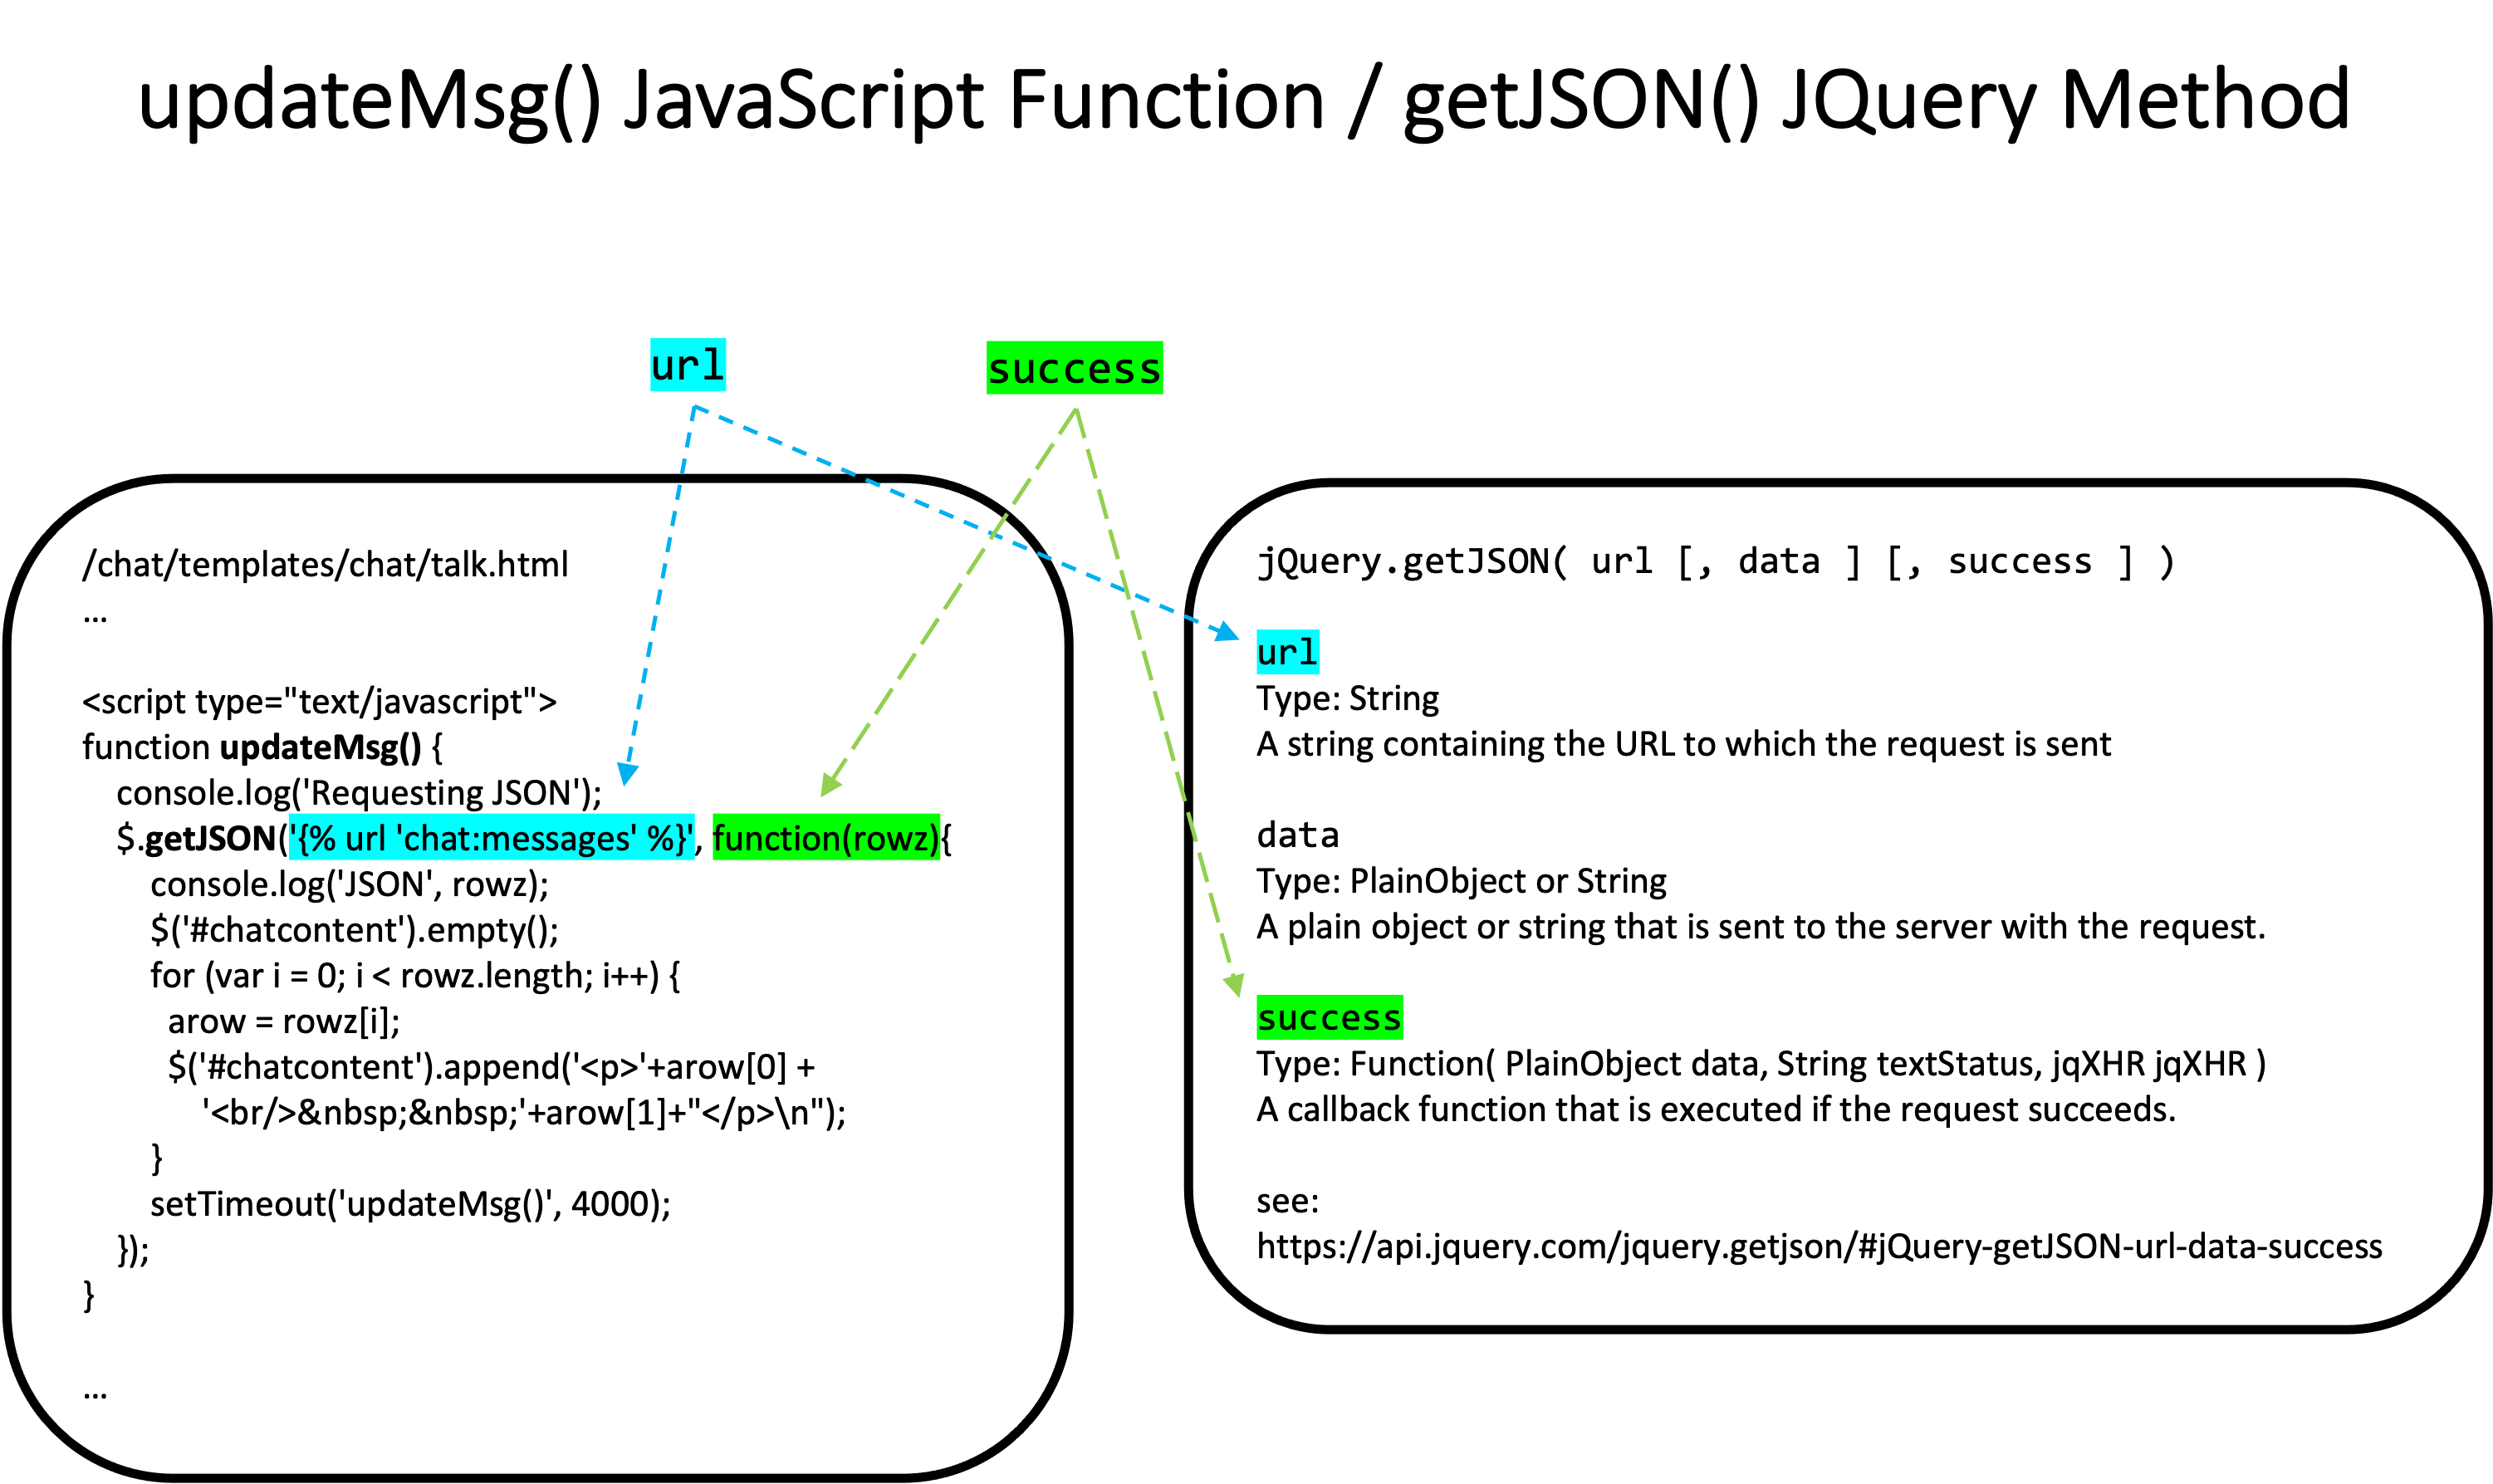 updateMsg() JavaScript Function / getJSON() JQuery Method
url
success
/chat/templates/chat/talk.html
...
<script type="text/javascript">
function updateMsg() {
console.log('Requesting JSON');
$.getJSON('{% url 'chat:messages' %}', function(rowz){
console.log('JSON', rowz);
$('#chatcontent').empty();
for (var i = 0; i < rowz.length; i++) {
arow = rowz[i];
$('#chatcontent').append('<p>'+arow[0] +
'<br/>&nbsp;&nbsp;'+arow[1]+"</p>\n");
}
setTimeout('updateMsg()', 4000);
});
}
...
jQuery.getJSON( url [, data ] [, success ] )
url
Type: String
A string containing the URL to which the request is sent
data
Type: PlainObject or String
A plain object or string that is sent to the server with the request.
success
Type: Function( PlainObject data, String textStatus, jqXHR jqXHR )
A callback function that is executed if the request succeeds.
see:
https://api.jquery.com/jquery.getjson/#jQuery-getJSON-url-data-success